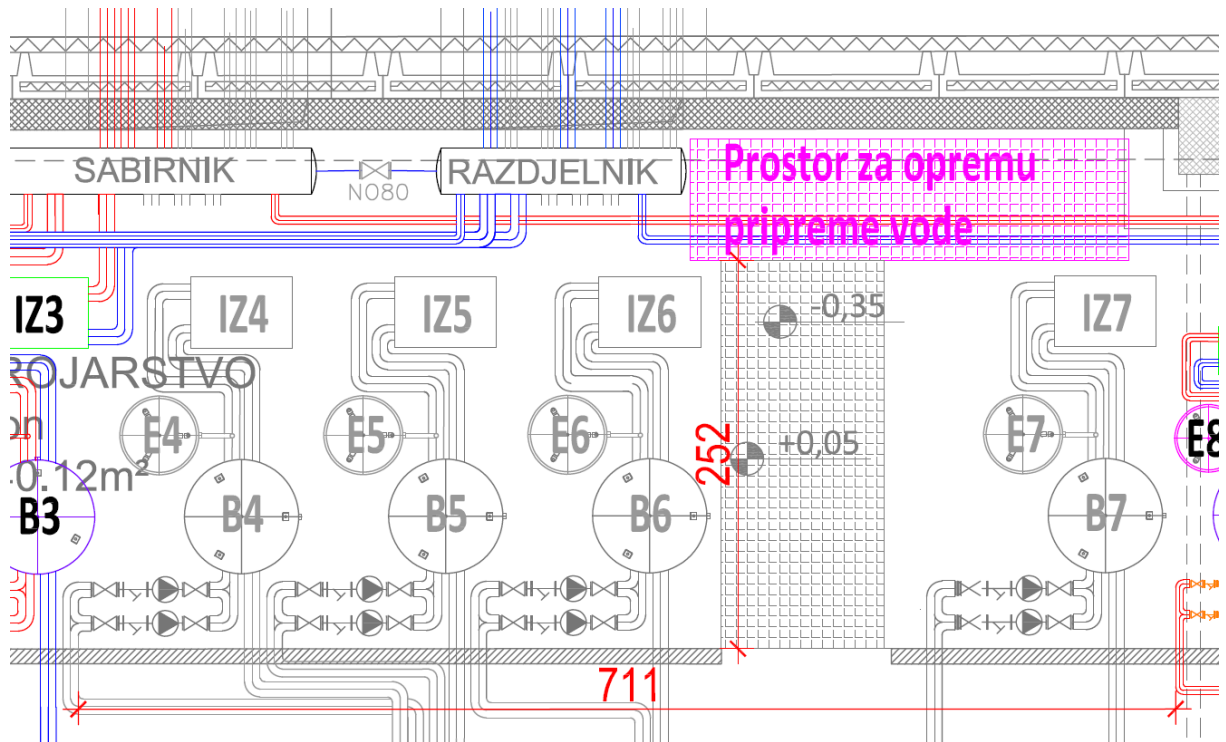 SABIRNIK
NO80
RAZDJELNIK
Prostor za opremu
pripreme vode
IZ3
IZ4
IZ5
IZ6
-0,35
IZ7
ROJARSTVO
E4
E5
E6
252
+0,05
E7
E8
0.12m²
B3
B4
B5
B6
B7
711